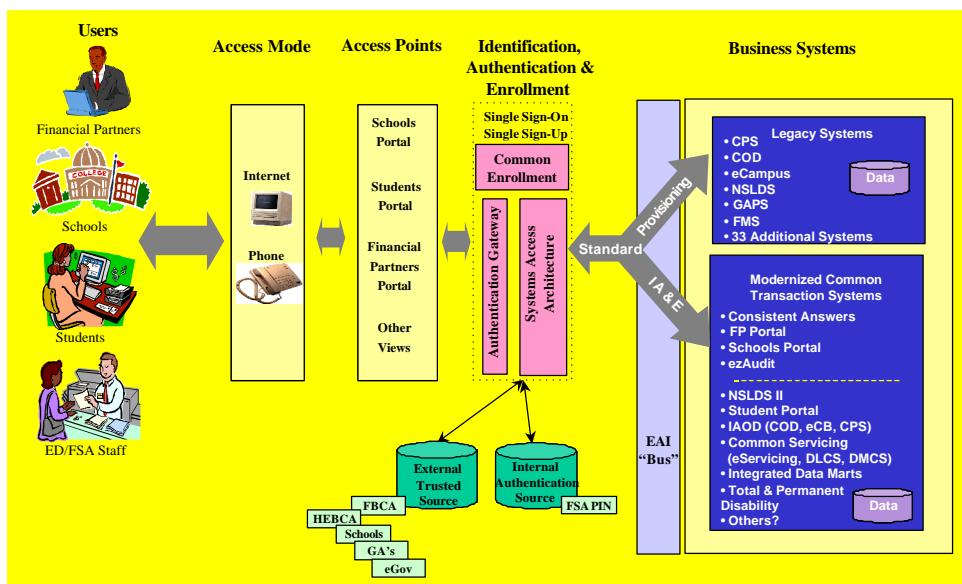 Users
Financial Partners
COLLEGE
Schools
Students
ED/FSA Staff
Access Mode
Internet
Phone
Access Points
Schools
Portal
Students
Portal
Financial
Partners
Portal
Other
Views
Identification,
Authentication &
Enrollment
Single Sign-On
Single Sign-Up
Common
Enrollment
Authentication Gateway
Systems Access
Architecture
External
Trusted
Source
FBCA
HEBCA
Schools
GA's
eGov
Internal
Authentication
Source
FSA PIN
Standard
Provisioning
IA & E
EAI
“Bus”
Business Systems
Legacy Systems
• CPS
• COD
• eCampus
• NSLDS
• GAPS
• FMS
• 33 Additional Systems
Data
Modernized Common
Transaction Systems
• Consistent Answers
• FP Portal
• Schools Portal
• ezAudit
• NSLDS II
• Student Portal
• IAOD (COD, eCB, CPS)
• Common Servicing
(eServicing, DLCS, DMCS)
• Integrated Data Marts
• Total & Permanent
Disability
• Others?
Data